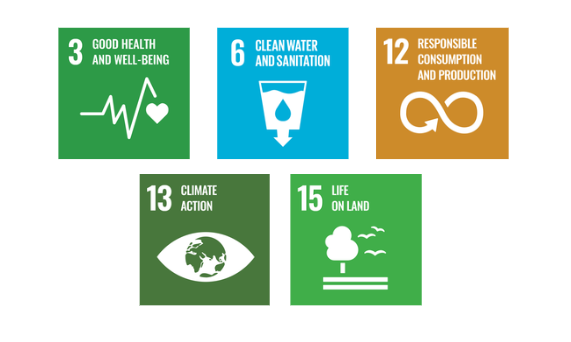 3 GOOD HEALTH
AND WELL-BEING
6 CLEAN WATER
AND SANITATION
12 RESPONSIBLE
CONSUMPTION
AND PRODUCTION
13 CLIMATE
ACTION
15 LIFE
ON LAND